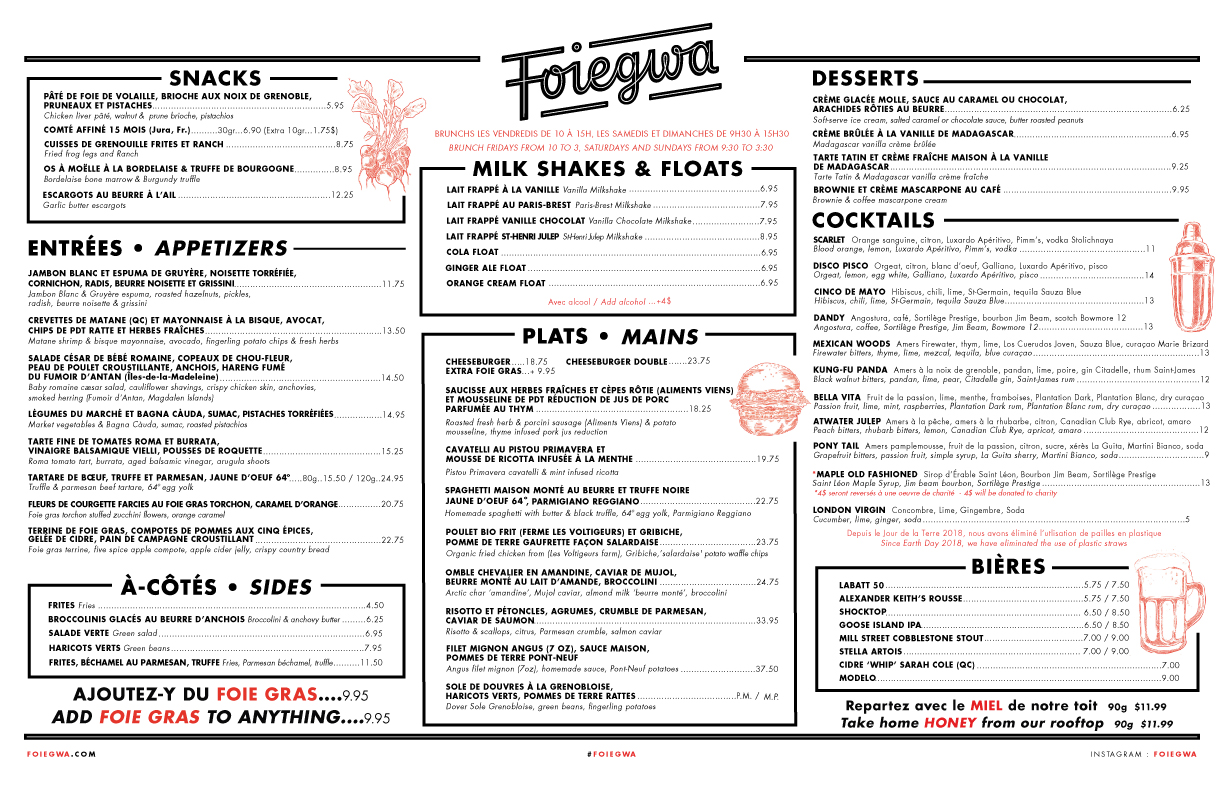 Foiegwa
BRUNCHS LES VENDREDIS DE 10 À 15H, LES SAMEDIS ET DIMANCHES DE 9H30 À 15H30
BRUNCH FRIDAYS FROM 10 TO 3, SATURDAYS AND SUNDAYS FROM 9:30 TO 3:30
SNACKS
PÂTÉ DE FOIE DE VOLAILLE, BRIOCHE AUX NOIX DE GRENOBLE,
PRUNEAUX ET PISTACHES....5.95
Chicken liver pâté, walnut & prune brioche, pistachios
COMTÉ AFFINÉ 15 MOIS (Jura, Fr.)....30gr...6.90 (Extra 10gr...1.75$)
CUISSES DE GRENOUILLE FRITES ET RANCH ....8.75
Fried frog legs and Ranch
OS À MOËLLE À LA BORDELAISE & TRUFFE DE BOURGOGNE....8.95
Bordelaise bone marrow & Burgundy truffle
ESCARGOTS AU BEURRE À L'AIL ....12.25
Garlic butter escargots
ENTRÉES • APPETIZERS
JAMBON BLANC ET ESPUMA DE GRUYÈRE, NOISETTE TORRÉFIÉE,
CORNICHON, RADIS, BEURRE NOISETTE ET GRISSINI....11.75
Jambon Blanc & Gruyère espuma, roasted hazelnuts, pickles,
radish, beurre noisette & grissini
CREVETTES DE MATANE (QC) ET MAYONNAISE À LA BISQUE, AVOCAT,
CHIPS DE PDT RATTE ET HERBES FRAÎCHES....13.50
Matane shrimp & bisque mayonnaise, avocado, fingerling potato chips & fresh herbs
SALADE CÉSAR DE BÉBÉ ROMAINE, COPEAUX DE CHOU-FLEUR,
PEAU DE POULET CROUSTILLANTE, ANCHOIS, HARENG FUMÉ
DU FUMOIR D'ANTAN (Îles-de-la-Madeleine)....14.50
Baby romaine cæsar salad, cauliflower shavings, crispy chicken skin, anchovies,
smoked herring (Fumoir d'Antan, Magdalen Islands)
LÉGUMES DU MARCHÉ ET BAGNA CÀUDA, SUMAC, PISTACHES TORRÉFIÉES....14.95
Market vegetables & Bagna Càuda, sumac, roasted pistachios
TARTE FINE DE TOMATES ROMA ET BURRATA,
VINAIGRE BALSAMIQUE VIELLI, POUSSES DE ROQUETTE....15.25
Roma tomato tart, burrata, aged balsamic vinegar, arugula shoots
TARTARE DE BŒUF, TRUFFE ET PARMESAN, JAUNE D'OEUF 64°....80g..15.50 / 120g..24.95
Truffle & parmesan beef tartare, 64° egg yolk
FLEURS DE COURGETTE FARCIES AU FOIE GRAS TORCHON, CARAMEL D'ORANGE....20.75
Foie gras torchon stuffed zucchini flowers, orange caramel
TERRINE DE FOIE GRAS, COMPOTES DE POMMES AUX CINQ ÉPICES,
GELÉE DE CIDRE, PAIN DE CAMPAGNE CROUSTILLANT ....22.75
Foie gras terrine, five spice apple compote, apple cider jelly, crispy country bread
À-CÔTÉS • SIDES
FRITES Fries ....4.50
BROCCOLINIS GLACÉS AU BEURRE D'ANCHOIS Broccolini & anchovy butter ....6.25
SALADE VERTE Green salad....6.95
HARICOTS VERTS Green beans....7.95
FRITES, BÉCHAMEL AU PARMESAN, TRUFFE Fries, Parmesan béchamel, truffle....11.50
AJOUTEZ-Y DU FOIE GRAS....9.95
ADD FOIE GRAS TO ANYTHING....9.95
MILK SHAKES & FLOATS
LAIT FRAPPÉ À LA VANILLE Vanilla Milkshake ....6.95
LAIT FRAPPÉ AU PARIS-BREST Paris-Brest Milkshake ....7.95
LAIT FRAPPÉ VANILLE CHOCOLAT Vanilla Chocolate Milkshake....7.95
LAIT FRAPPÉ ST-HENRI JULEP St-Henri Julep Milkshake ....8.95
COLA FLOAT ....6.95
GINGER ALE FLOAT....6.95
ORANGE CREAM FLOAT ....6.95
Avec alcool / Add alcohol ...+4$
PLATS • MAINS
CHEESEBURGER.....18.75 CHEESEBURGER DOUBLE.......23.75
EXTRA FOIE GRAS...+ 9.95
SAUCISSE AUX HERBES FRAÎCHES ET CÈPES RÔTIE (ALIMENTS VIENS)
ET MOUSSELINE DE PDT RÉDUCTION DE JUS DE PORC
PARFUMÉE AU THYM ....18.25
Roasted fresh herb & porcini sausage (Aliments Viens) & potato
mousseline, thyme infused pork jus reduction
CAVATELLI AU PISTOU PRIMAVERA ET
MOUSSE DE RICOTTA INFUSÉE À LA MENTHE ....19.75
Pistou Primavera cavatelli & mint infused ricotta
SPAGHETTI MAISON MONTÉ AU BEURRE ET TRUFFE NOIRE
JAUNE D'OEUF 64°, PARMIGIANO REGGIANO....22.75
Homemade spaghetti with butter & black truffle, 64° egg yolk, Parmigiano Reggiano
POULET BIO FRIT (FERME LES VOLTIGEURS) ET GRIBICHE,
POMME DE TERRE GAUFRETTE FAÇON SALARDAISE....23.75
Organic fried chicken from (Les Voltigeurs farm), Gribiche,'salardaise' potato waffle chips
OMBLE CHEVALIER EN AMANDINE, CAVIAR DE MUJOL,
BEURRE MONTÉ AU LAIT D'AMANDE, BROCCOLINI ....24.75
Arctic char 'amandine', Mujol caviar, almond milk 'beurre monté', broccolini
RISOTTO ET PÉTONCLES, AGRUMES, CRUMBLE DE PARMESAN,
CAVIAR DE SAUMON....33.95
Risotto & scallops, citrus, Parmesan crumble, salmon caviar
FILET MIGNON ANGUS (7 OZ), SAUCE MAISON,
POMMES DE TERRE PONT-NEUF
Angus filet mignon (7oz), homemade sauce, Pont-Neuf potatoes ....37.50
SOLE DE DOUVRES À LA GRENOBLOISE,
HARICOTS VERTS, POMMES DE TERRE RATTES ....P.M. / M.P.
Dover Sole Grenobloise, green beans, fingerling potatoes
DESSERTS
CRÈME GLACÉE MOLLE, SAUCE AU CARAMEL OU CHOCOLAT,
ARACHIDES RÔTIES AU BEURRE....6.25
Soft-serve ice cream, salted caramel or chocolate sauce, butter roasted peanuts
CRÈME BRÛLÉE À LA VANILLE DE MADAGASCAR....6.95
Madagascar vanilla crème brûlée
TARTE TATIN ET CRÈME FRAÎCHE MAISON À LA VANILLE
DE MADAGASCAR....9.25
Tarte Tatin & Madagascar vanilla crème fraîche
BROWNIE ET CRÈME MASCARPONE AU CAFÉ ....9.95
Brownie & coffee mascarpone cream
COCKTAILS
SCARLET Orange sanguine, citron, Luxardo Apéritivo, Pimm's, vodka Stolichnaya
Blood orange, lemon, Luxardo Apéritivo, Pimm's, vodka ....11
DISCO PISCO Orgeat, citron, blanc d'oeuf, Galliano, Luxardo Apéritivo, pisco
Orgeat, lemon, egg white, Galliano, Luxardo Apéritivo, pisco ....14
CINCO DE MAYO Hibiscus, chili, lime, St-Germain, tequila Sauza Blue
Hibiscus, chili, lime, St-Germain, tequila Sauza Blue....13
DANDY Angostura, café, Sortilège Prestige, bourbon Jim Beam, scotch Bowmore 12
Angostura, coffee, Sortilège Prestige, Jim Beam, Bowmore 12....13
MEXICAN WOODS Amers Firewater, thym, lime, Los Cuerudos Joven, Sauza Blue, curaçao Marie Brizard
Firewater bitters, thyme, lime, mezcal, tequila, blue curaçao....13
KUNG-FU PANDA Amers à la noix de grenoble, pandan, lime, poire, gin Citadelle, rhum Saint-James
Black walnut bitters, pandan, lime, pear, Citadelle gin, Saint-James rum ....12
BELLA VITA Fruit de la passion, lime, menthe, framboises, Plantation Dark, Plantation Blanc, dry curaçao
Passion fruit, lime, mint, raspberries, Plantation Dark rum, Plantation Blanc rum, dry curaçao ....13
ATWATER JULEP Amers à la pêche, amers à la rhubarbe, citron, Canadian Club Rye, abricot, amaro
Peach bitters, rhubarb bitters, lemon, Canadian Club Rye, apricot, amaro ....12
PONY TAIL Amers pamplemousse, fruit de la passion, citron, sucre, xérès La Guita, Martini Bianco, soda
Grapefruit bitters, passion fruit, simple syrup, La Guita sherry, Martini Bianco, soda....9
*MAPLE OLD FASHIONED Sirop d'Érable Saint Léon, Bourbon Jim Beam, Sortilège Prestige
Saint Léon Maple Syrup, Jim beam bourbon, Sortilège Prestige ....13
*4$ seront reversés à une oeuvre de charité - 4$ will be donated to charity
LONDON VIRGIN Concombre, Lime, Gingembre, Soda
Cucumber, lime, ginger, soda ....5
Depuis le Jour de la Terre 2018, nous avons éliminé l'utlisation de pailles en plastique
Since Earth Day 2018, we have eliminated the use of plastic straws
BIÈRES
LABATT 50....5.75 / 7.50
ALEXANDER KEITH'S ROUSSE....5.75 / 7.50
SHOCKTOP.... 6.50 / 8.50
GOOSE ISLAND IPA....6.50 / 8.50
MILL STREET COBBLESTONE STOUT....7.00 / 9.00
STELLA ARTOIS .... 7.00 / 9.00
CIDRE 'WHIP' SARAH COLE (QC)....7.00
MODELO....9.00
Repartez avec le MIEL de notre toit 90g $11.99
Take home HONEY from our rooftop 90g $11.99
FOIEGWA.COM
#FOIEGWA
INSTAGRAM : FOIEGWA